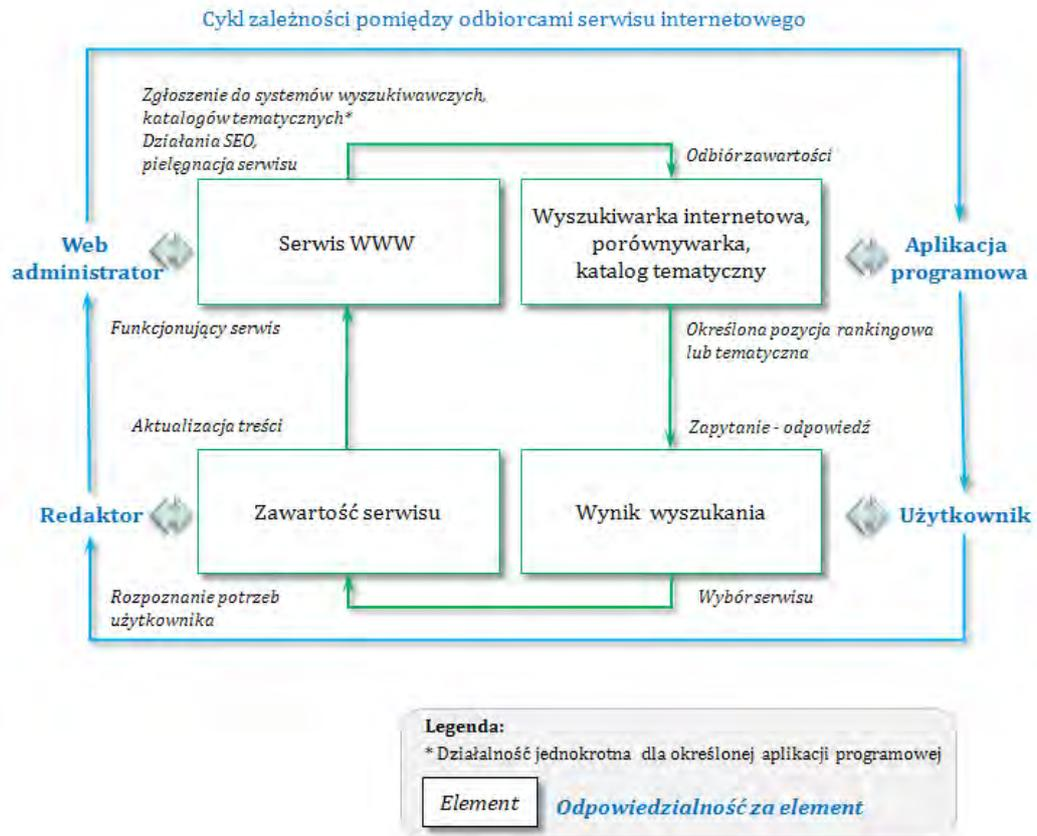 Cykl zależności pomiędzy odbiorcami serwisu internetowego
Zgłoszenie do systemów wyszukiwawczych,
katalogów tematycznych*
Działania SEO,
pielęgnacja serwisu
Odbiór zawartości
Web
administrator
Serwis WWW
Wyszukiwarka internetowa,
porównywarka,
katalog tematyczny
Aplikacja
programowa
Funkcjonujący serwis
Określona pozycja rankingowa
lub tematyczna
Aktualizacja treści
Zapytanie - odpowiedź
Redaktor
Zawartość serwisu
Wynik wyszukania
Użytkownik
Rozpoznanie potrzeb
użytkownika
Wybór serwisu
Legenda:
* Działalność jednokrotna dla określonej aplikacji programowej
Element
Odpowiedzialność za element